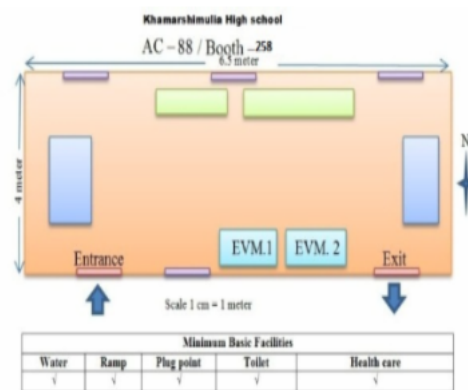 Khamarshimulia High school
AC – 88 / Booth –258
6.5 meter
4 meter
N
EVM.1
EVM. 2
Entrance
Exit
Scale 1 cm = 1 meter
Minimum Basic Facilities
Water Ramp Plug point Toilet Health care
√ √ √ √ √